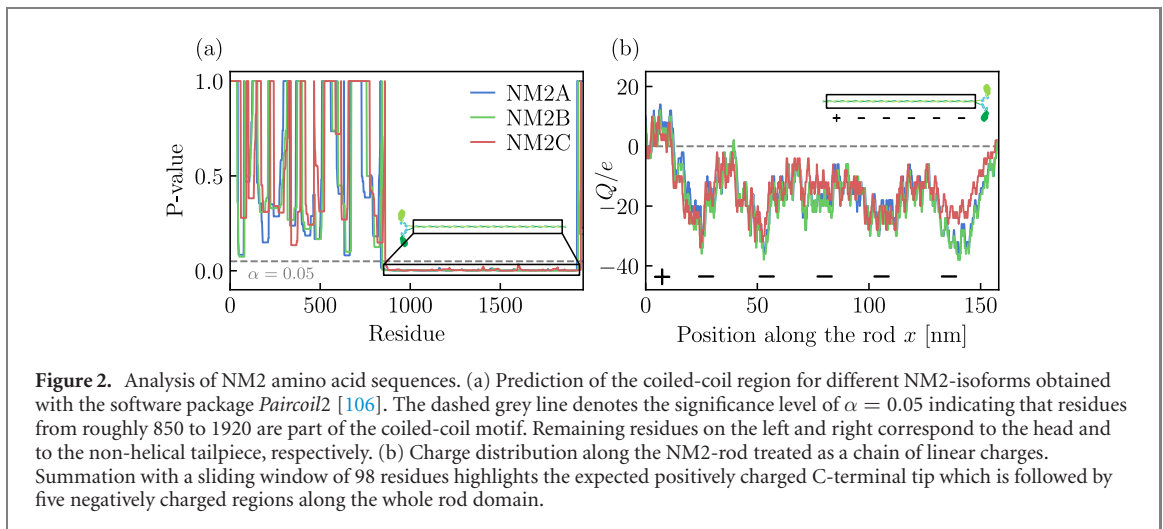 (a)
(b)
1.0
0.5
0.0
P-value
NM2A
NM2B
NM2C
α = 0.05
0
500
1000
1500
Residue
20
0
−20
−40
Q/e
+ - - - - -
+ − − − − −
0
50
100
150
Position along the rod x [nm]
Figure 2. Analysis of NM2 amino acid sequences. (a) Prediction of the coiled-coil region for different NM2-isoforms obtained
with the software package Paircoil2 [106]. The dashed grey line denotes the significance level of α = 0.05 indicating that residues
from roughly 850 to 1920 are part of the coiled-coil motif. Remaining residues on the left and right correspond to the head and
to the non-helical tailpiece, respectively. (b) Charge distribution along the NM2-rod treated as a chain of linear charges.
Summation with a sliding window of 98 residues highlights the expected positively charged C-terminal tip which is followed by
five negatively charged regions along the whole rod domain.